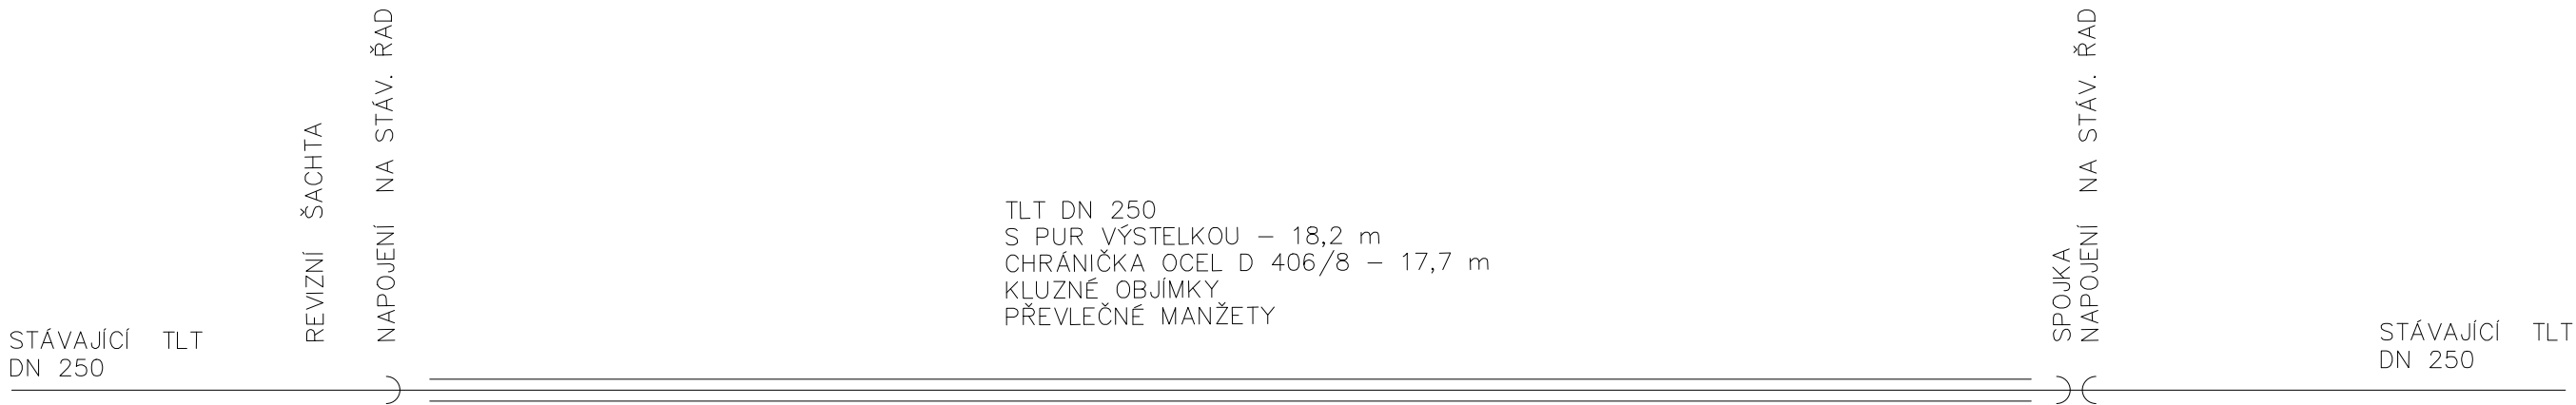 STÁVAJÍCÍ TLT
DN 250
REVIZNÍ ŠACHTA
NAPOJENÍ NA STÁV. ŘAD
TLT DN 250
S PUR VÝSTELKOU – 18,2 m
CHRÁNIČKA OCEL D 406/8 – 17,7 m
KLUZNÉ OBJÍMKY
PŘEVLEČNÉ MANŽETY
SPOJKA
NAPOJENÍ NA STÁV. ŘAD
STÁVAJÍCÍ TLT
DN 250